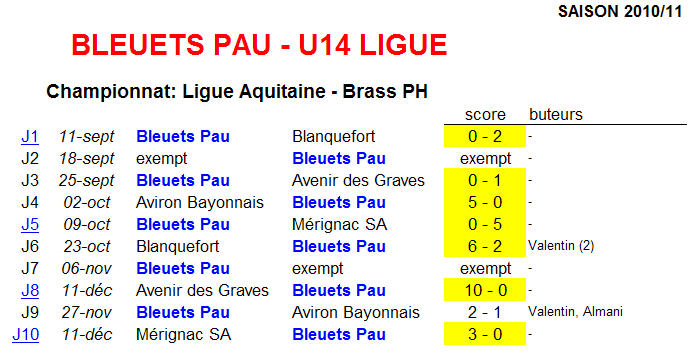 SAISON 2010/11
BLEUETS PAU - U14 LIGUE
Championnat: Ligue Aquitaine - Brass PH
score buteurs
J1 11-sept Bleuets Pau Blanquefort 0 - 2 -
J2 18-sept exempt Bleuets Pau exempt -
J3 25-sept Bleuets Pau Avenir des Graves 0 - 1 -
J4 02-oct Aviron Bayonnais Bleuets Pau 5 - 0 -
J5 09-oct Bleuets Pau Mérignac SA 0 - 5 -
J6 23-oct Blanquefort Bleuets Pau 6 - 2 Valentin (2)
J7 06-nov Bleuets Pau exempt exempt -
J8 11-déc Avenir des Graves Bleuets Pau 10 - 0 -
J9 27-nov Bleuets Pau Aviron Bayonnais 2 - 1 Valentin, Almani
J10 11-déc Mérignac SA Bleuets Pau 3 - 0 -